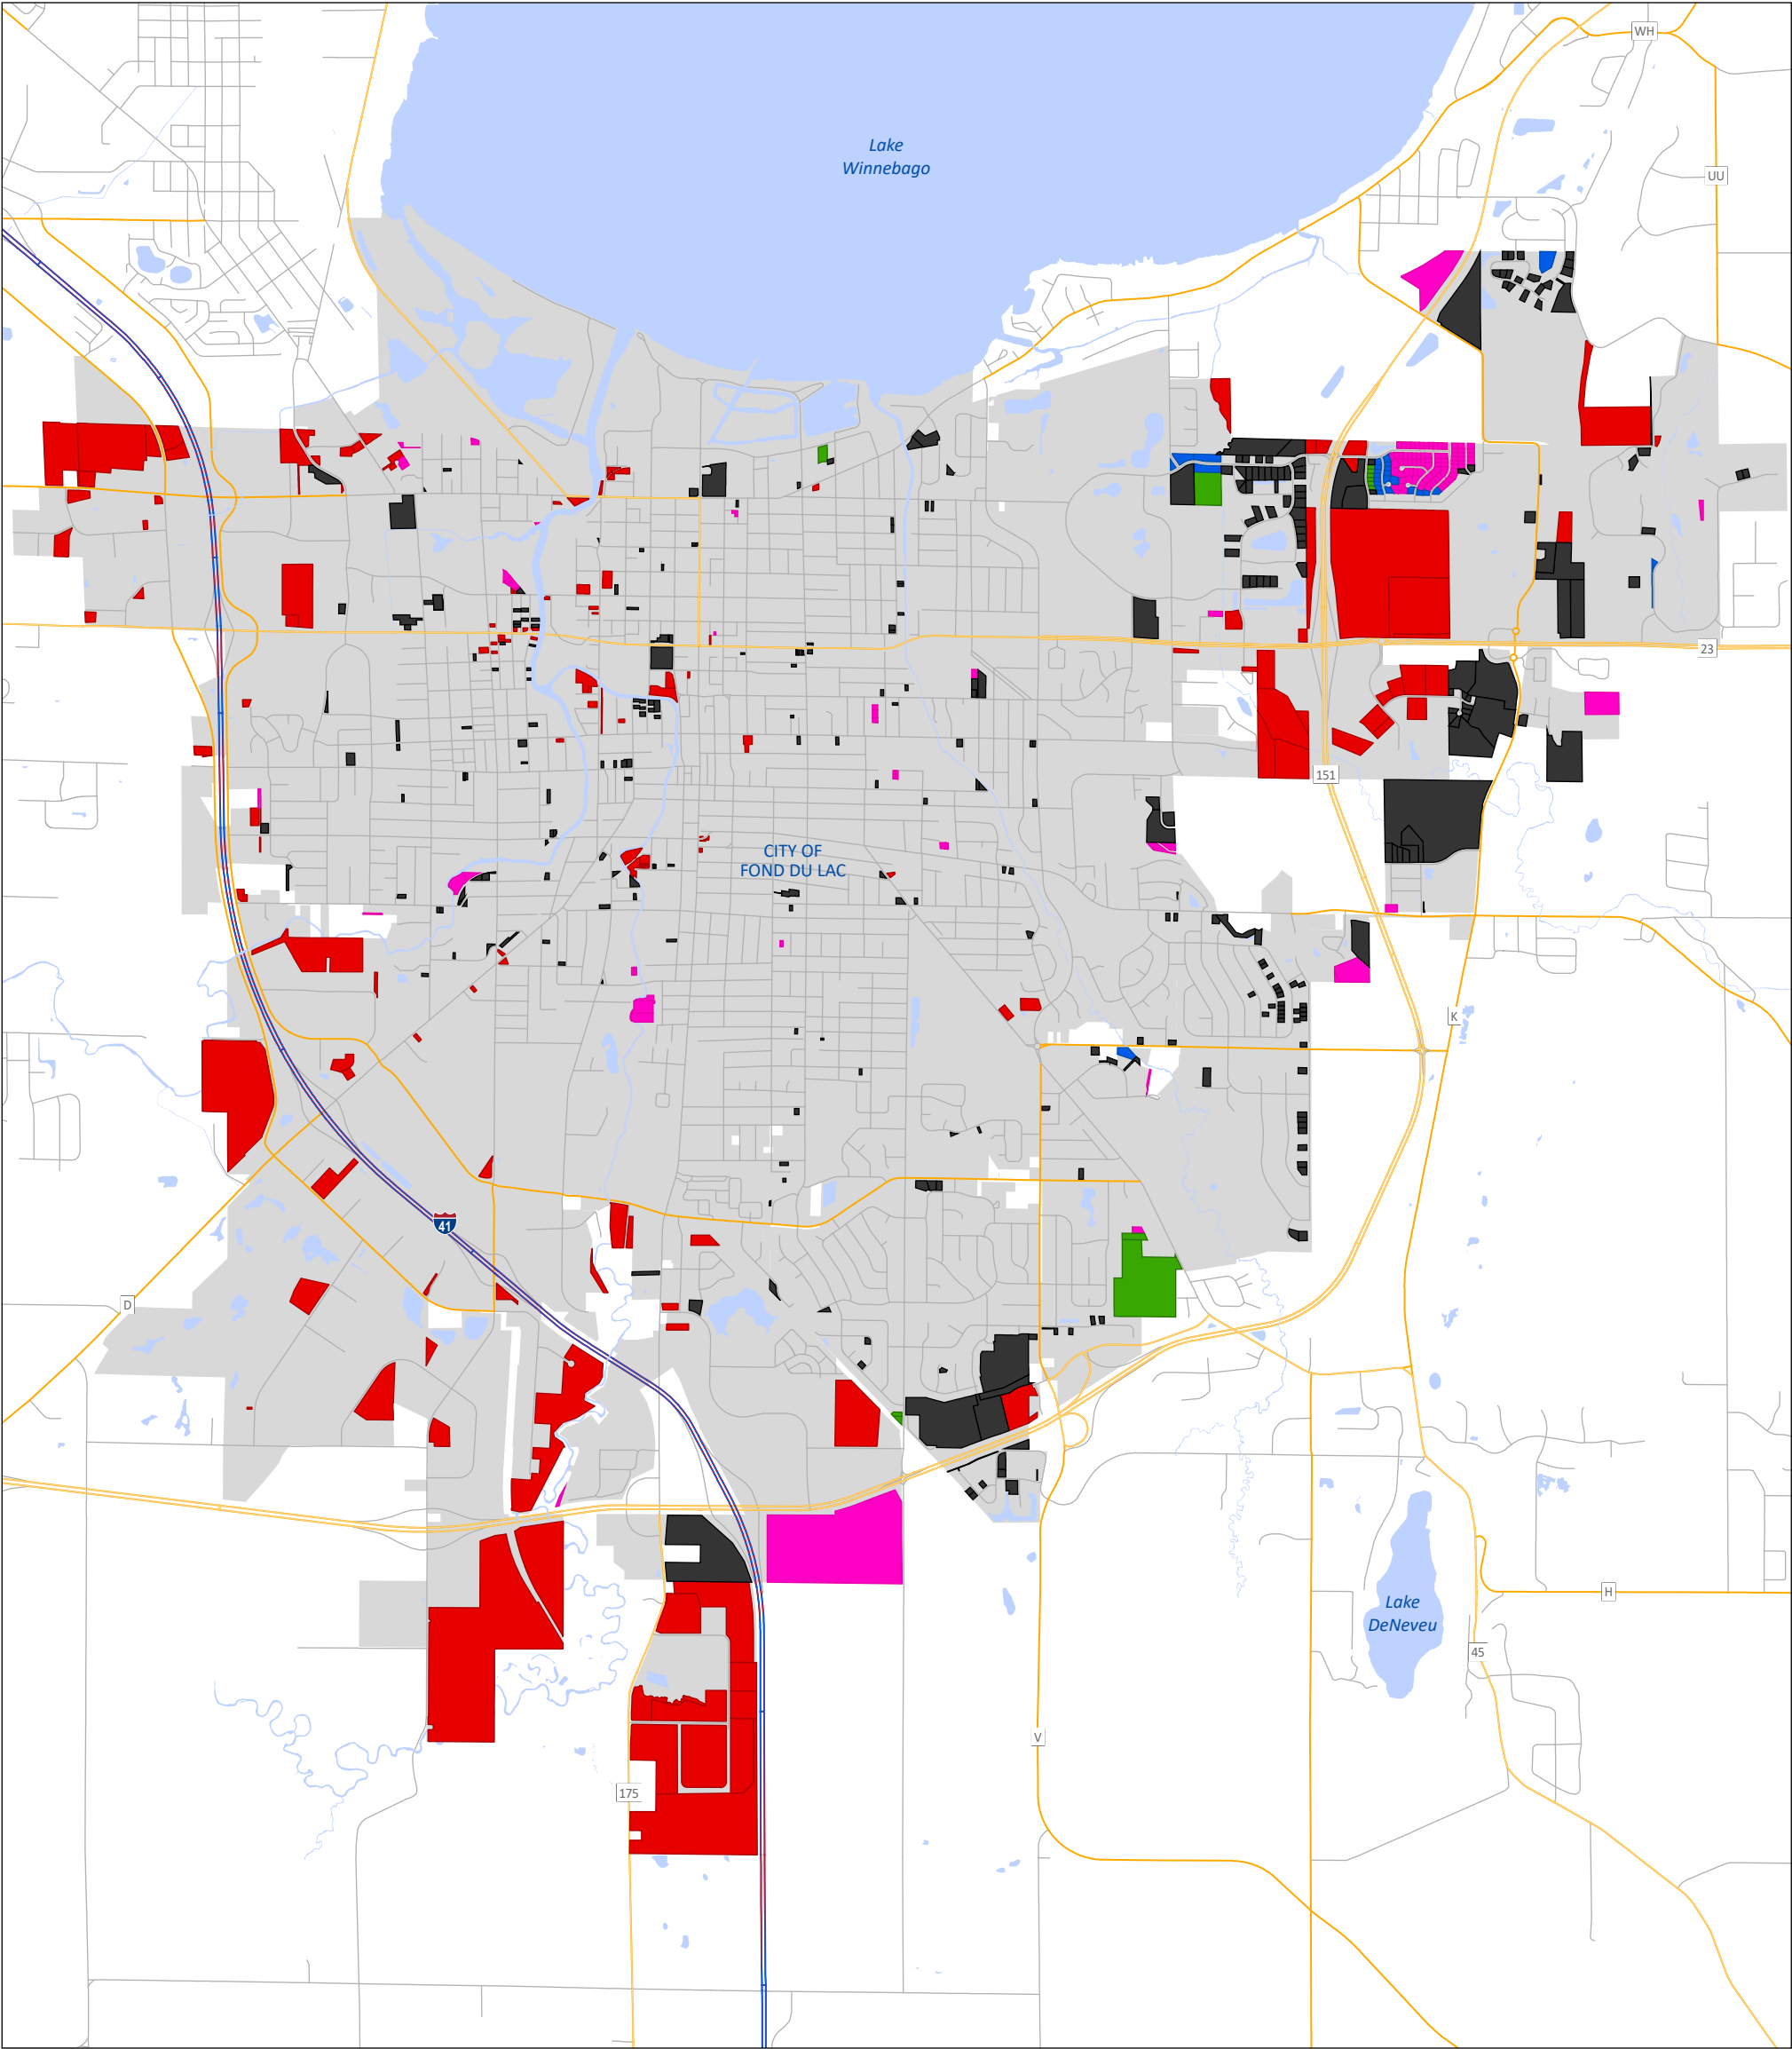 WH
Lake
Winnebago
UU
23
151
CITY OF
FOND DU LAC
K
41
D
Lake
DeNeveu
H
45
V
175